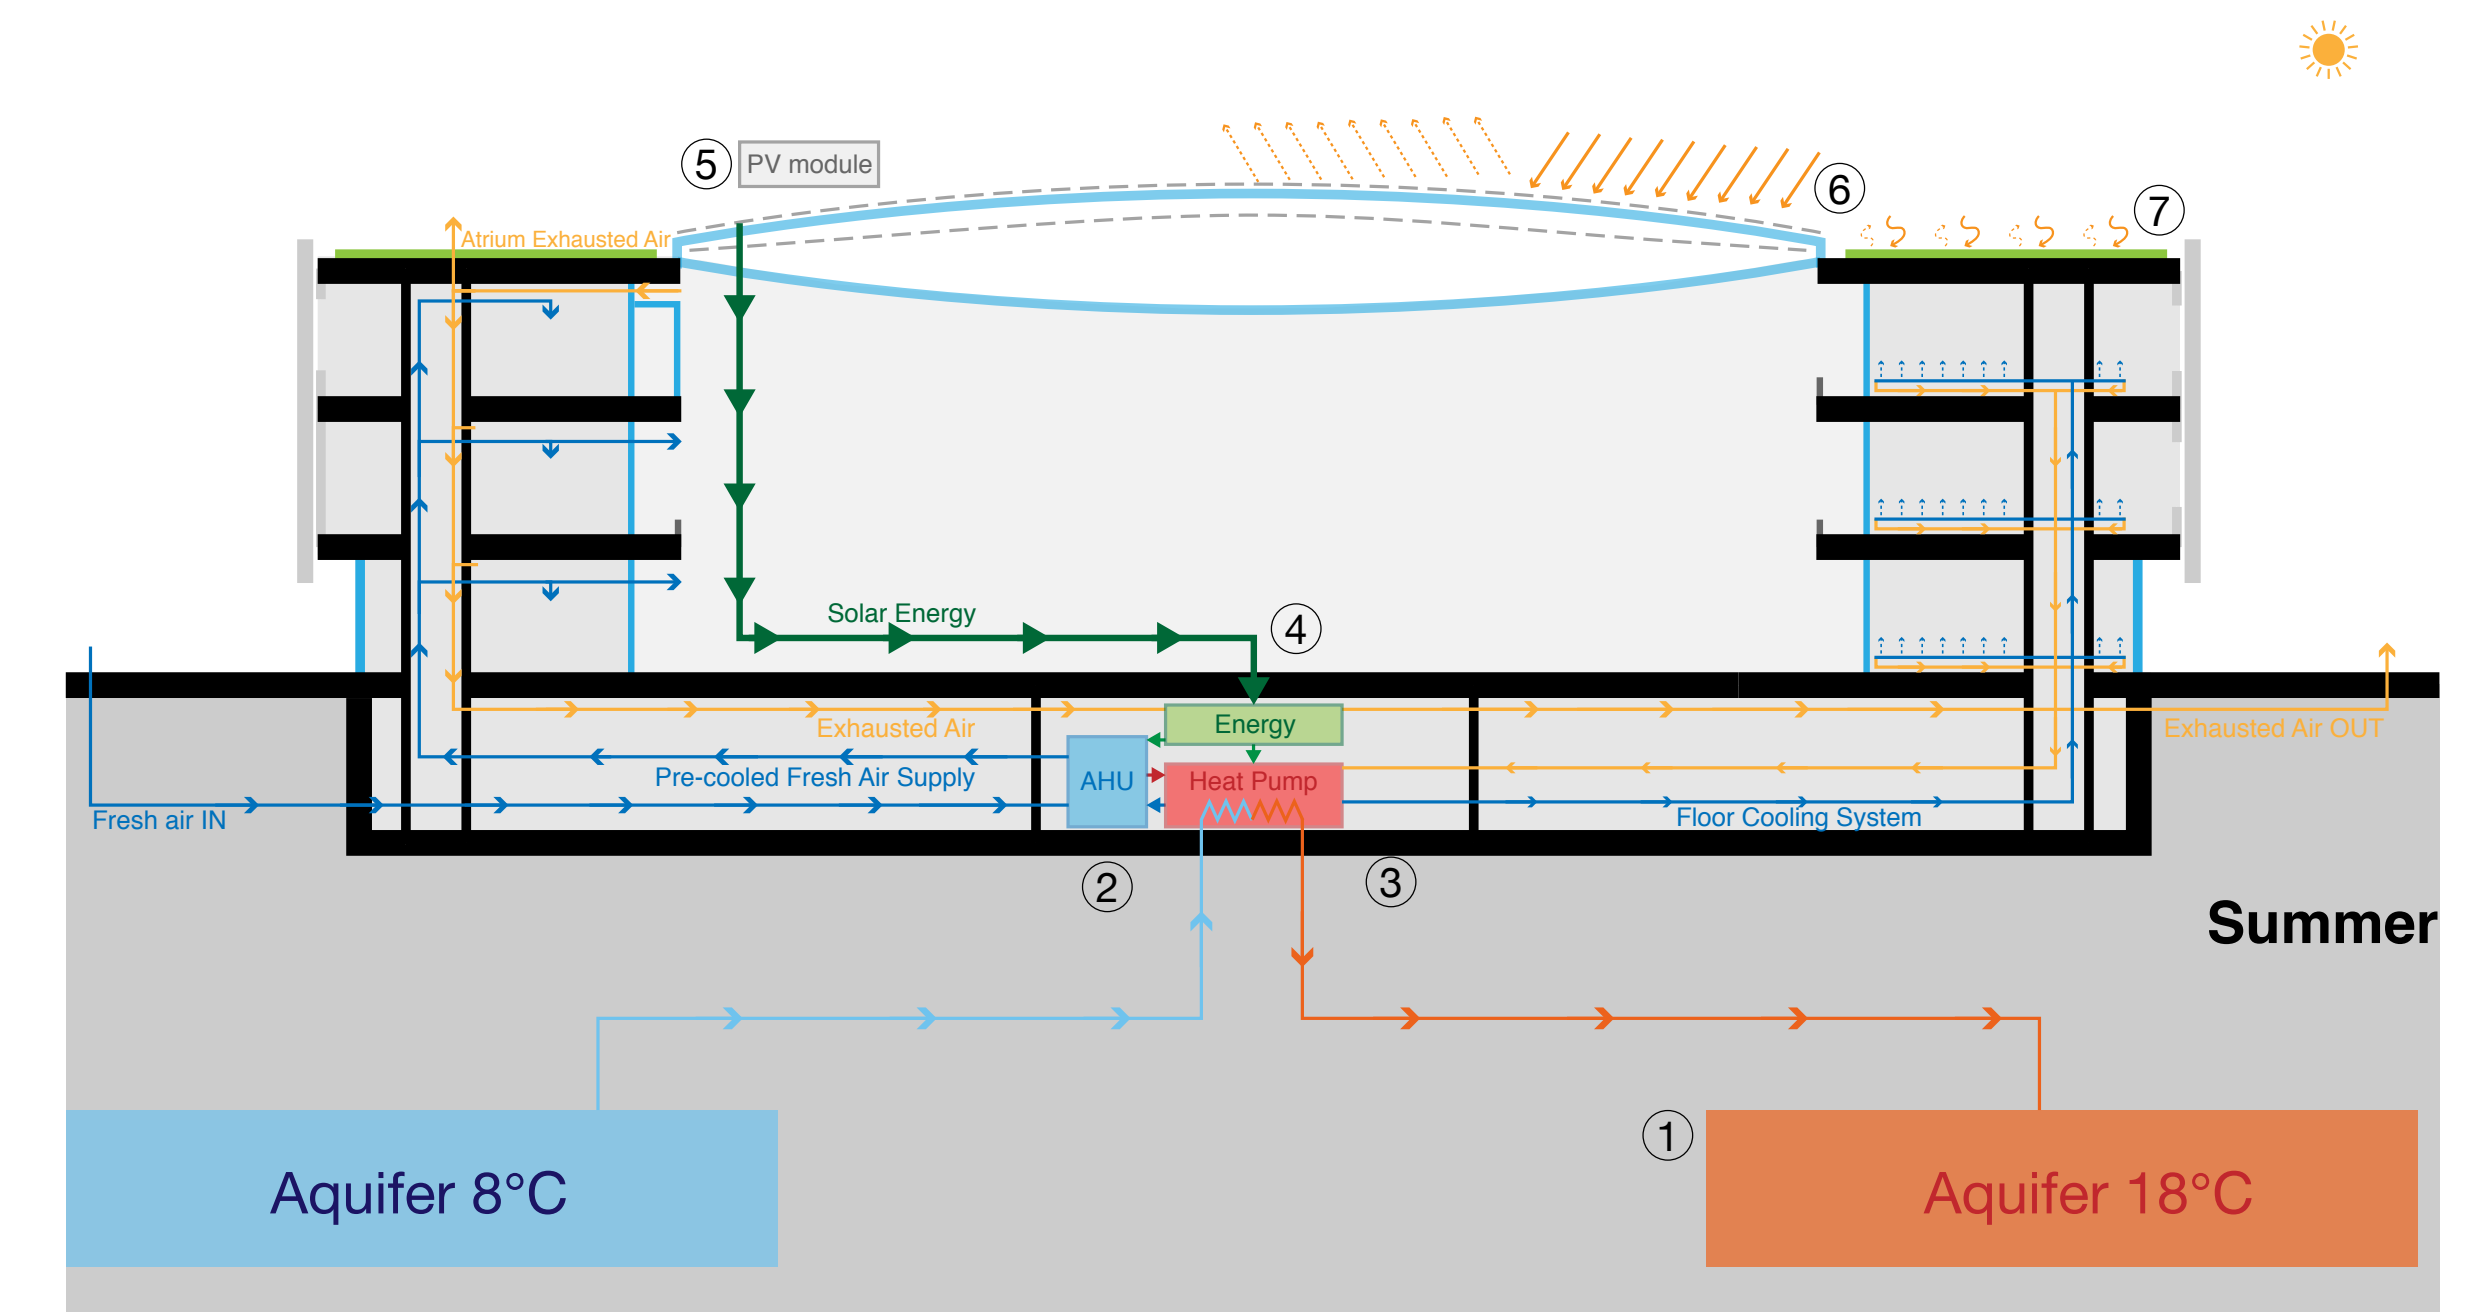 ⑤ PV module
⑥
⑦
Atrium Exhausted Air
Solar Energy
④
Exhausted Air
Energy
Exhausted Air OUT
Pre-cooled Fresh Air Supply
AHU
Heat Pump
Fresh air IN
Floor Cooling System
②
③
Summer
①
Aquifer 8°C
Aquifer 18°C